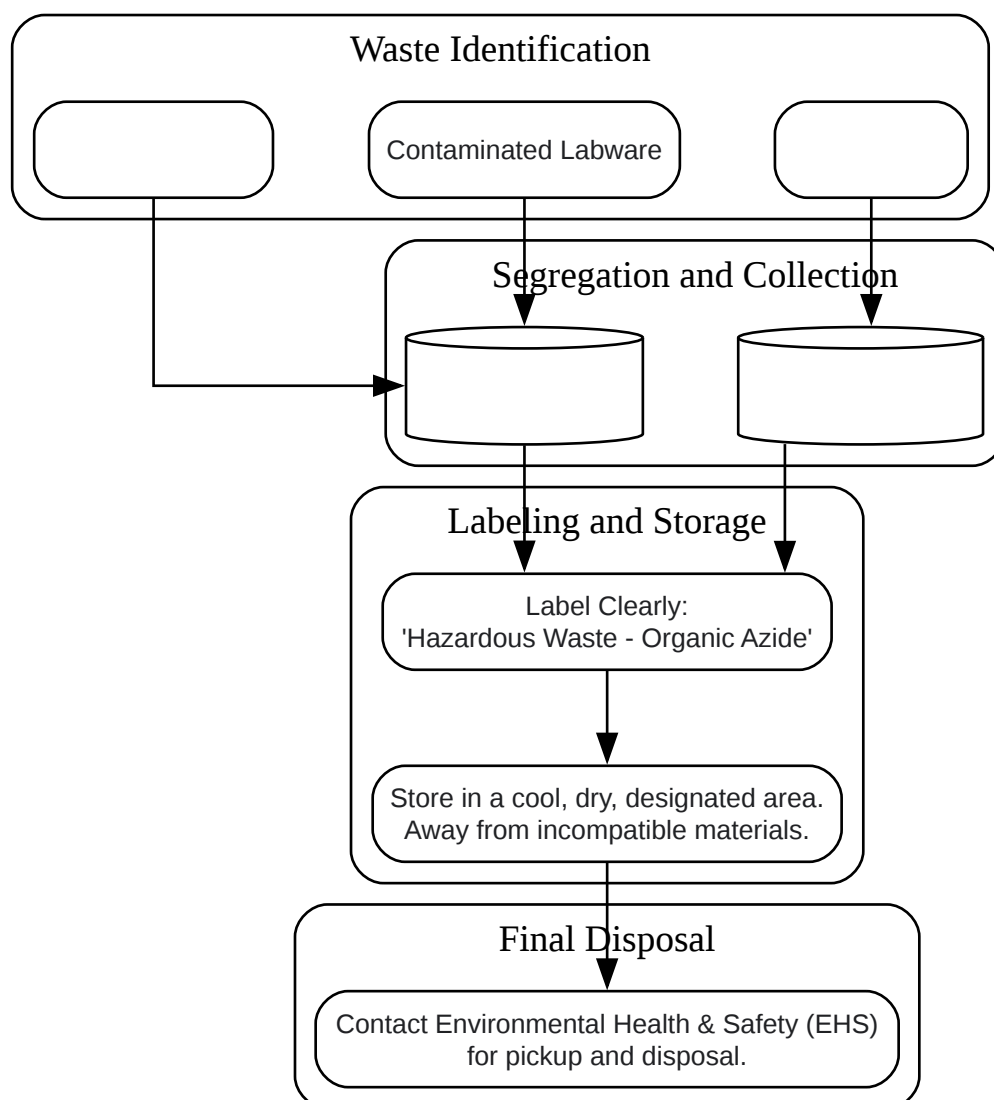 Waste Identification
Contaminated Labware
Segregation and Collection
Labeling and Storage
Label Clearly:
'Hazardous Waste - Organic Azide'
Store in a cool, dry, designated area.
Away from incompatible materials.
Final Disposal
Contact Environmental Health & Safety (EHS)
for pickup and disposal.